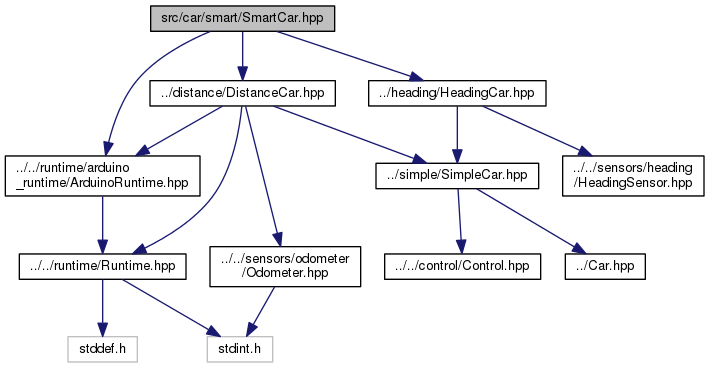 src/car/smart/SmartCar.hpp
../distance/DistanceCar.hpp
../heading/HeadingCar.hpp
../../runtime/arduino
_runtime/ArduinoRuntime.hpp
../simple/SimpleCar.hpp
../../sensors/heading
/HeadingSensor.hpp
../../runtime/Runtime.hpp
../../sensors/odometer
/Odometer.hpp
../../control/Control.hpp
../Car.hpp
stddef.h
stdint.h